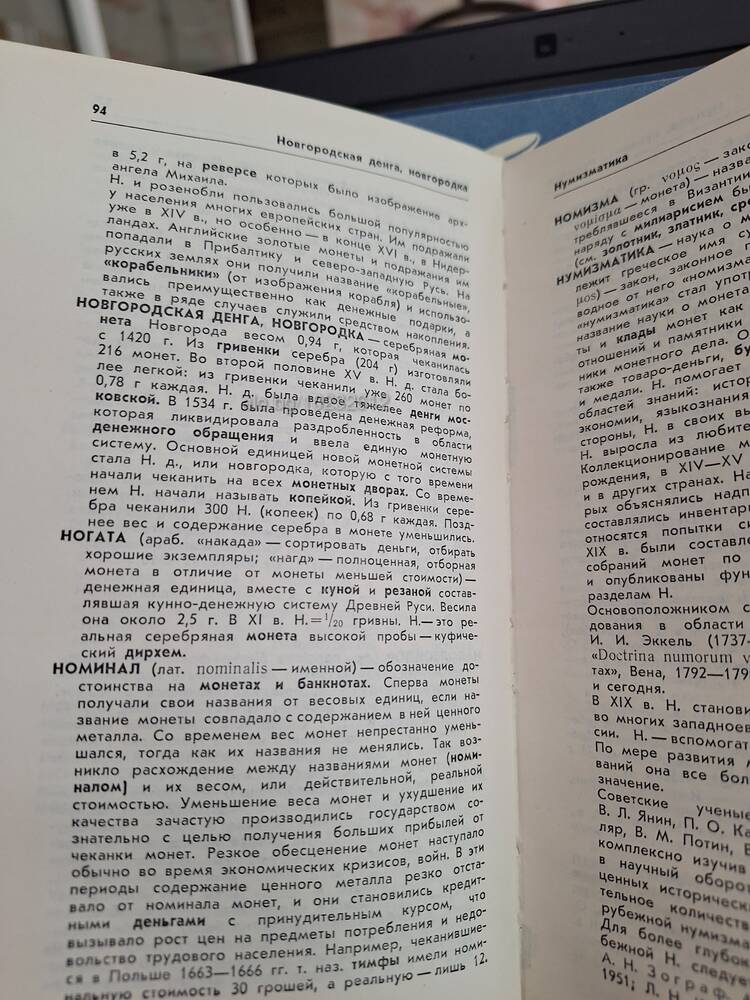 94
Новгородская денга, новгородка
в 5,2 г, на реверсе которых было изображение арх-
ангела Михаила.
Н. и розенобли пользовались большой популярностью
у населения многих европейских стран. Им подражали
уже в XIV в., но особенно — в конце XVI в., в Нидер-
ландах. Английские золотые монеты и подражания им
попадали в Прибалтику и северо-западную Русь. На
русских землях они получили название «корабельные»,
«корабельники» (от изображения корабля) и использо-
вались преимущественно как денежные подарки, а
также в ряде случаев служили средством накопления.
НОВГОРОДСКАЯ ДЕНГА, НОВГОРОДКА — серебряная мо-
нета Новгорода весом 0,94 г, которая чеканилась
с 1420 г. Из гривенки серебра (204 г) изготовляли
216 монет. Во второй половине XV в. Н. д. стала бо-
лее легкой: из гривенки чеканили уже 260 монет по
0,78 г каждая. Н. д. была вдвое тяжелее денги мос-
ковской. В 1534 г. была проведена денежная реформа,
которая ликвидировала раздробленность в области
денежного обращения и ввела единую монетную
систему. Основной единицей новой монетной системы
стала Н. д., или новгородка, которую с того времени
начали чеканить на всех монетных дворах. Со време-
нем Н. начали называть копейкой. Из гривенки сере-
бра чеканили 300 Н. (копеек) по 0,68 г каждая. Позд-
нее вес и содержание серебра в монете уменьшились.
НОГАТА (араб. «накада» — сортировать деньги, отбирать
хорошие экземпляры; «нагд» — полноценная, отборная
монета в отличие от монеты меньшей стоимости) —
денежная единица, вместе с куной и резаной состав-
лявшая кунно-денежную систему Древней Руси. Весила
она около 2,5 г. В XI в. Н.=1/20 гривны. Н.— это ре-
альная серебряная монета высокой пробы — куфиче-
ский дирхем.
НОМИНАЛ (лат. nominalis — именной) — обозначение до-
стоинства на монетах и банкнотах. Сперва монеты
получали свои названия от весовых единиц, если на-
звание монеты совпадало с содержанием в ней ценного
металла. Со временем вес монет непрестанно умень-
шался, тогда как их названия не менялись. Так воз-
никло расхождение между названиями монет (номи-
налом) и их весом, или действительной, реальной
стоимостью. Уменьшение веса монет и ухудшение их
качества зачастую производились государством со-
знательно с целью получения больших прибылей от
чеканки монет. Резкое обесценение монет наступало
обычно во время экономических кризисов, войн. В эти
периоды содержание ценного металла резко отста-
вало от номинала монет, и они становились кредит-
ными деньгами с принудительным курсом, что
вызывало рост цен на предметы потребления и недо-
вольство трудового населения. Например, чеканившие-
ся в Польше 1663—1666 гг. т. наз. тимфы имели номи-
нальную стоимость 30 грошей, а реальную — лишь 12.
Нумизматика
НОМИЗМА (гр. νομος — зако
νομισμα — монета) — назва
треблявшееся в Византии
наряду с милиарисием бы
(см. золотник, златник, сре
НУМИЗМАТИКА — наука о м
лежит греческое имя су
μος) — закон, законное
водное от него «номизма
«нумизматика» стал употр
название науки о монета
ты и клады монет как
отношений и памятники
ники монетного дела. О
также товаро-деньги, бу
и медали. Н. помогает
областей знаний: истор
экономии, языкознания
стороны, Н. в своих вы
Н. выросла из любите
Коллекционирование м
рождения, в XIV—XV
и в других странах. На
рых объяснялись надп
составлялись инвентар
относятся попытки си
XIX в. были составле
собраний монет по
и опубликованы фун
разделам Н.
Основоположником с
дования в области
И. И. Эккель (1737-
«Doctrina numorum v
тах», Вена, 1792—179
и сегодня.
В XIX в. Н. станови
во многих западноев
сии. Н.— вспомогат
По мере развития м
ваний она все бол
значение.
Советские ученые
В. Л. Янин, П. О. Ка
ляр, В. М. Потин, В
комплексно изучив
в научный оборо
ценных исторически
тельное количеств
рубежной нумизма
Для более глубок
бежной Н. следуе
А. Н. Зограф
1951; Л. Н